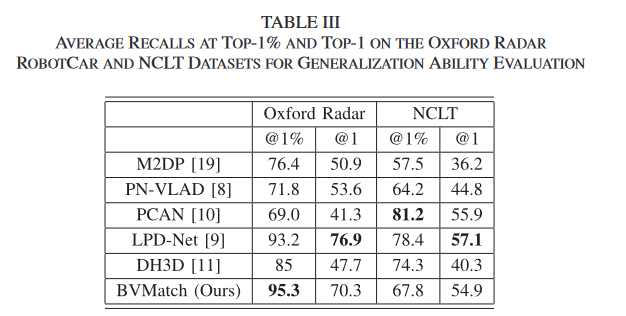 TABLE III
AVERAGE RECALLS AT TOP-1% AND TOP-1 ON THE OXFORD RADAR
ROBOTCAR AND NCLT DATASETS FOR GENERALIZATION ABILITY EVALUATION
Oxford Radar NCLT
@1% @1 @1% @1
M2DP [19] 76.4 50.9 57.5 36.2
PN-VLAD [8] 71.8 53.6 64.2 44.8
PCAN [10] 69.0 41.3 81.2 55.9
LPD-Net [9] 93.2 76.9 78.4 57.1
DH3D [11] 85 47.7 74.3 40.3
BVMatch (Ours) 95.3 70.3 67.8 54.9